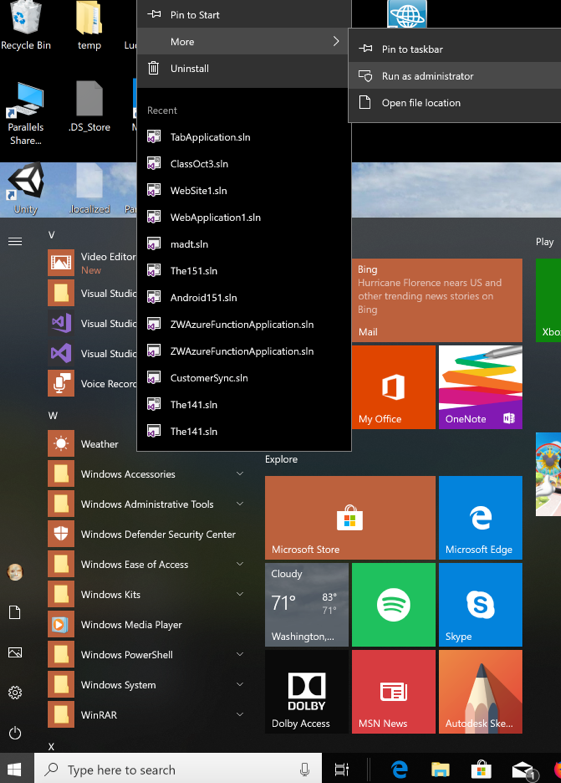 Recycle Bin
temp
Luc
Parallels
Share...
.DS_Store
M
Unity
.localized
Pa
Pin to Start
More
Uninstall
Recent
TabApplication.sln
ClassOct3.sln
WebSite1.sln
WebApplication1.sln
madt.sln
The151.sln
Android151.sln
ZWAzureFunctionApplication.sln
ZWAzureFunctionApplication.sln
CustomerSync.sln
The141.sln
The141.sln
Pin to taskbar
Run as administrator
Open file location
V
Video Editor
New
Visual Studio
Visual Studio
Visual Studio
Voice Record
W
Weather
Windows Accessories
Windows Administrative Tools
Windows Defender Security Center
Windows Ease of Access
Windows Kits
Windows Media Player
Windows PowerShell
Windows System
WinRAR
X
Play
Bing
Hurricane Florence nears US and
other trending news stories on
Bing
Mail
Xbo
My Office
OneNote
Explore
Microsoft Store
Microsoft Edge
Cloudy
71°
83°
71°
Washington,...
Skype
DOLBY
Dolby Access
MSN News
Autodesk Ske...
Type here to search
1